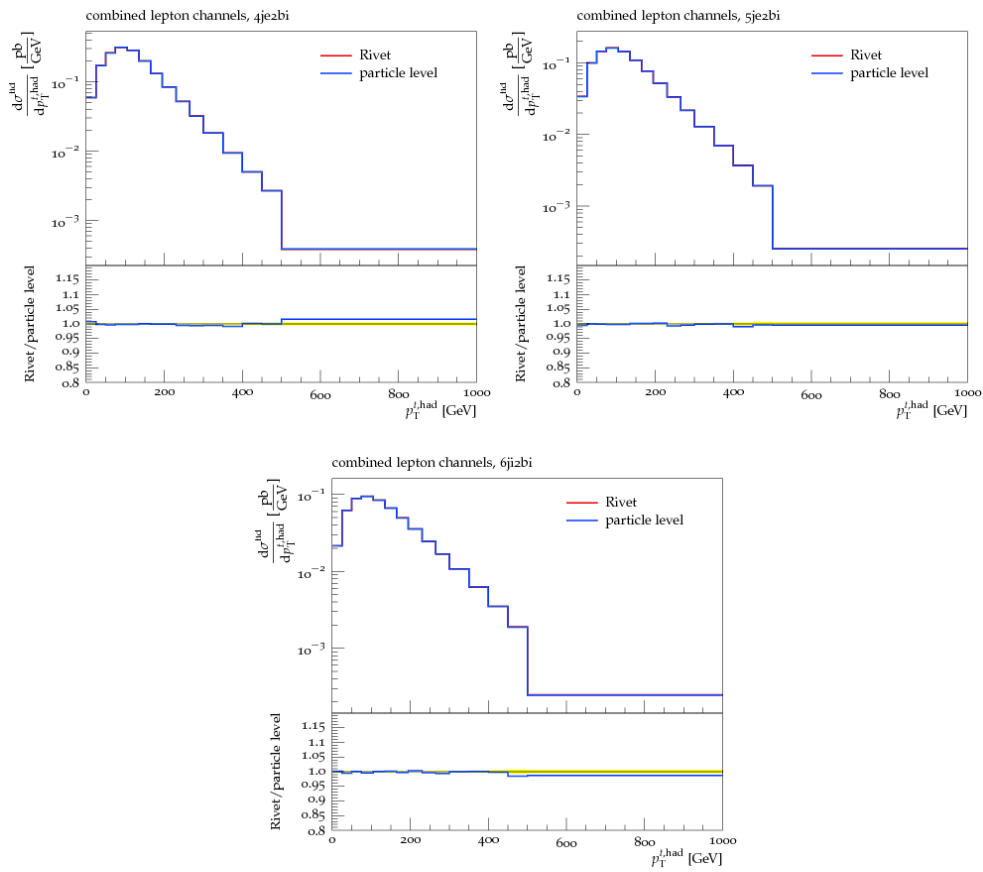 combined lepton channels, 4je2bi
dσ^nd/dp_T^t,had [pb/GeV]
Rivet
particle level
10⁻¹
10⁻²
10⁻³
Rivet/particle level
1.15
1.1
1.05
1.0
0.95
0.9
0.85
0.8
0 200 400 600 800 1000
p_T^t,had [GeV]
combined lepton channels, 5je2bi
dσ^nd/dp_T^t,had [pb/GeV]
Rivet
particle level
10⁻¹
10⁻²
10⁻³
Rivet/particle level
1.15
1.1
1.05
1.0
0.95
0.9
0.85
0.8
0 200 400 600 800 1000
p_T^t,had [GeV]
combined lepton channels, 6ji2bi
dσ^nd/dp_T^t,had [pb/GeV]
Rivet
particle level
10⁻¹
10⁻²
10⁻³
Rivet/particle level
1.15
1.1
1.05
1.0
0.95
0.9
0.85
0.8
0 200 400 600 800 1000
p_T^t,had [GeV]